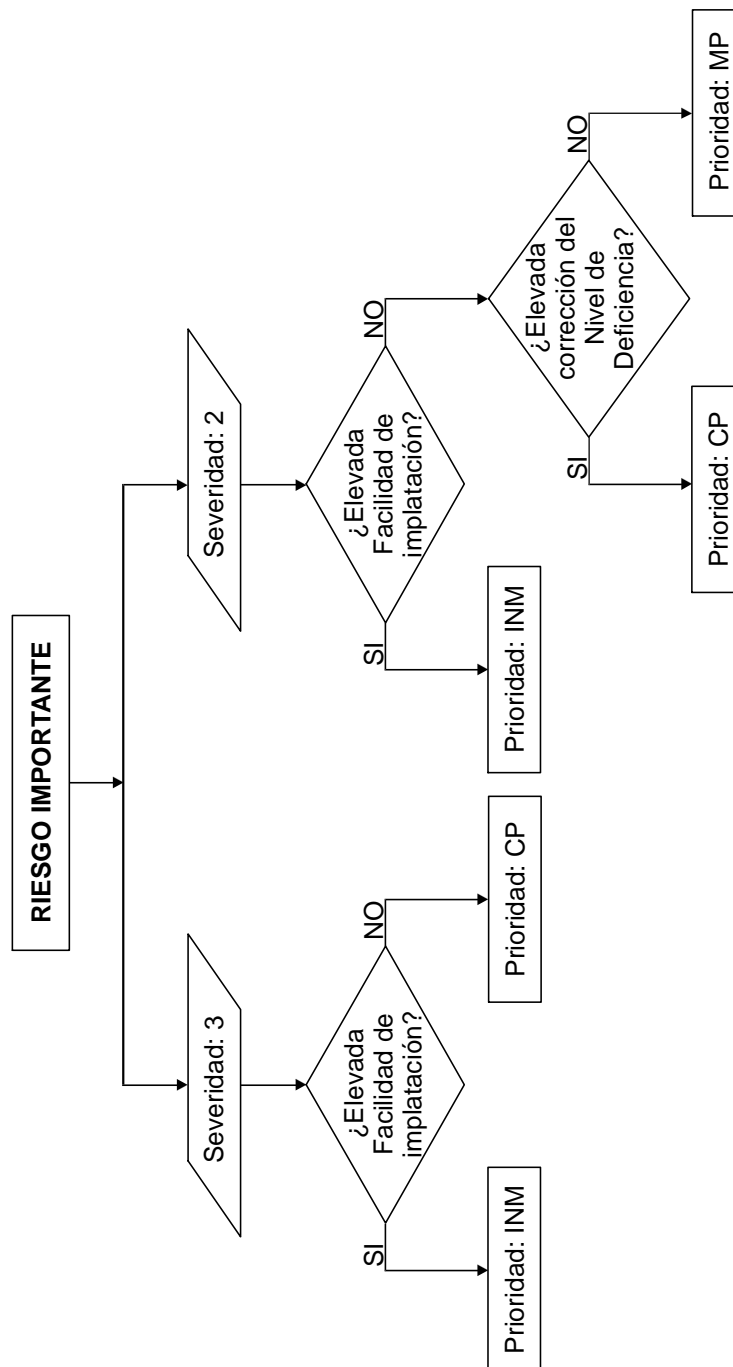 RIESGO IMPORTANTE
Severidad: 3
Severidad: 2
¿Elevada
Facilidad de
implatación?
SI
NO
¿Elevada
Facilidad de
implatación?
SI
NO
Prioridad: INM
Prioridad: CP
Prioridad: INM
¿Elevada
corrección del
Nivel de
Deficiencia?
SI
NO
Prioridad: CP
Prioridad: MP